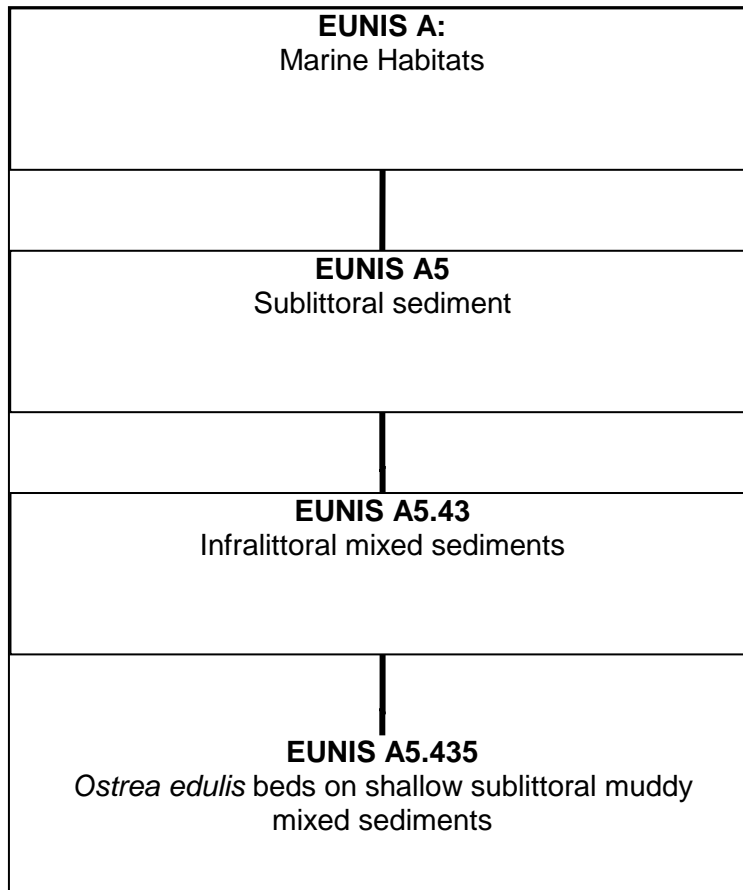 EUNIS A:
Marine Habitats
EUNIS A5
Sublittoral sediment
EUNIS A5.43
Infralittoral mixed sediments
EUNIS A5.435
Ostrea edulis beds on shallow sublittoral muddy
mixed sediments